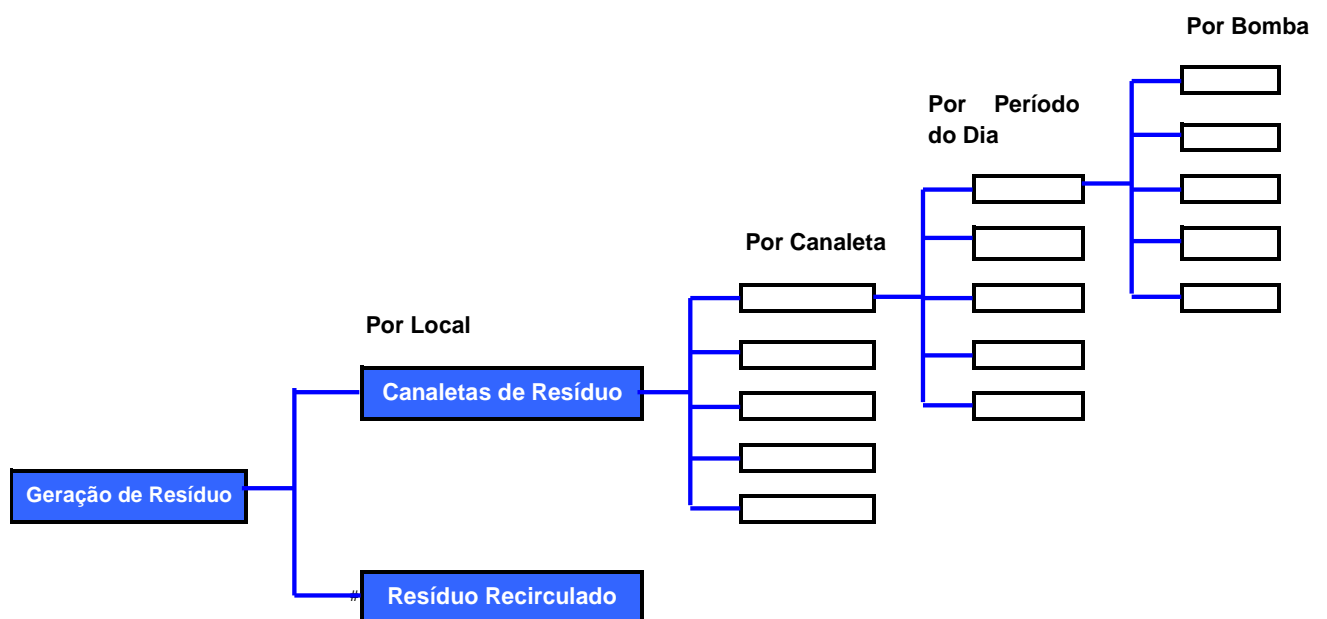 Por Bomba
Por Período
do Dia
Por Canaleta
Por Local
Canaletas de Resíduo
Geração de Resíduo
//
Resíduo Recirculado